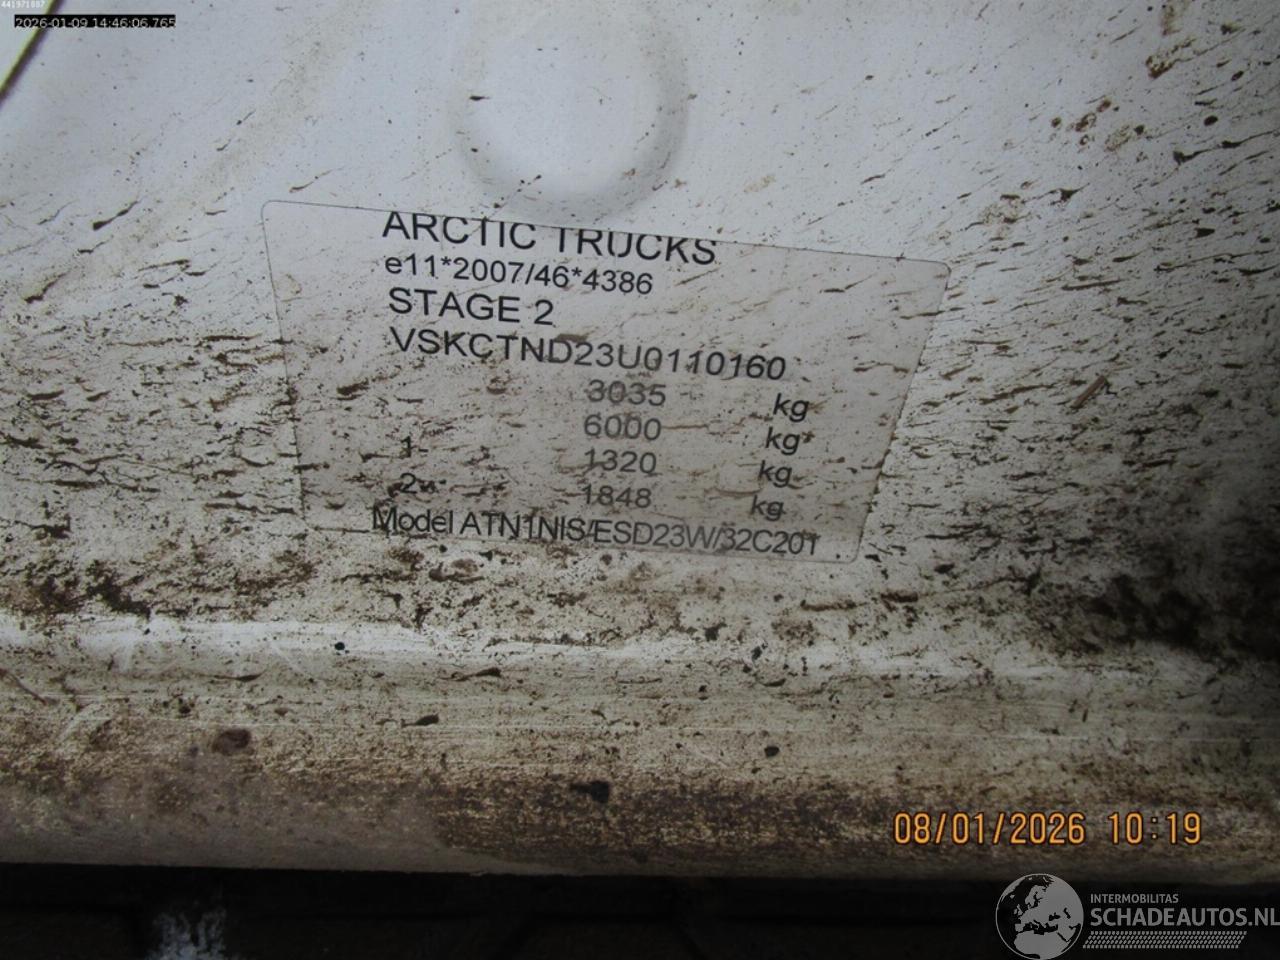 441971887
2026-01-09 14:46:06.765
ARCTIC TRUCKS
e11*2007/46*4386
STAGE 2
VSKCTND23U0110160
3035 kg
6000 kg
1- 1320 kg
2- 1848 kg
Model ATN1NIS/ESD23W/32C201
08/01/2026 10:19
INTERMOBILITAS
SCHADEAUTOS.NL